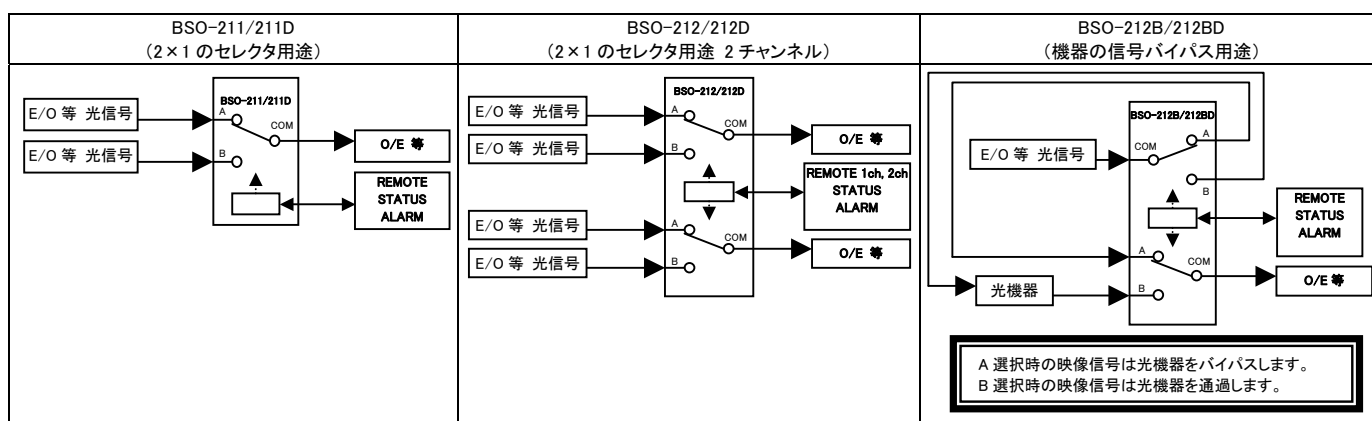 BSO-211/211D
（2×1 のセレクタ用途）
BSO-211/211D
E/O 等 光信号
A
COM
O/E 等
E/O 等 光信号
B
REMOTE
STATUS
ALARM
BSO-212/212D
（2×1 のセレクタ用途 2 チャンネル）
BSO-212/212D
E/O 等 光信号
A
COM
O/E 等
E/O 等 光信号
B
REMOTE 1ch, 2ch
STATUS
ALARM
E/O 等 光信号
A
COM
O/E 等
E/O 等 光信号
B
BSO-212B/212BD
（機器の信号バイパス用途）
BSO-212B/212BD
A
COM
E/O 等 光信号
B
REMOTE
STATUS
ALARM
A
COM
O/E 等
光機器
B
A 選択時の映像信号は光機器をバイパスします。
B 選択時の映像信号は光機器を通過します。